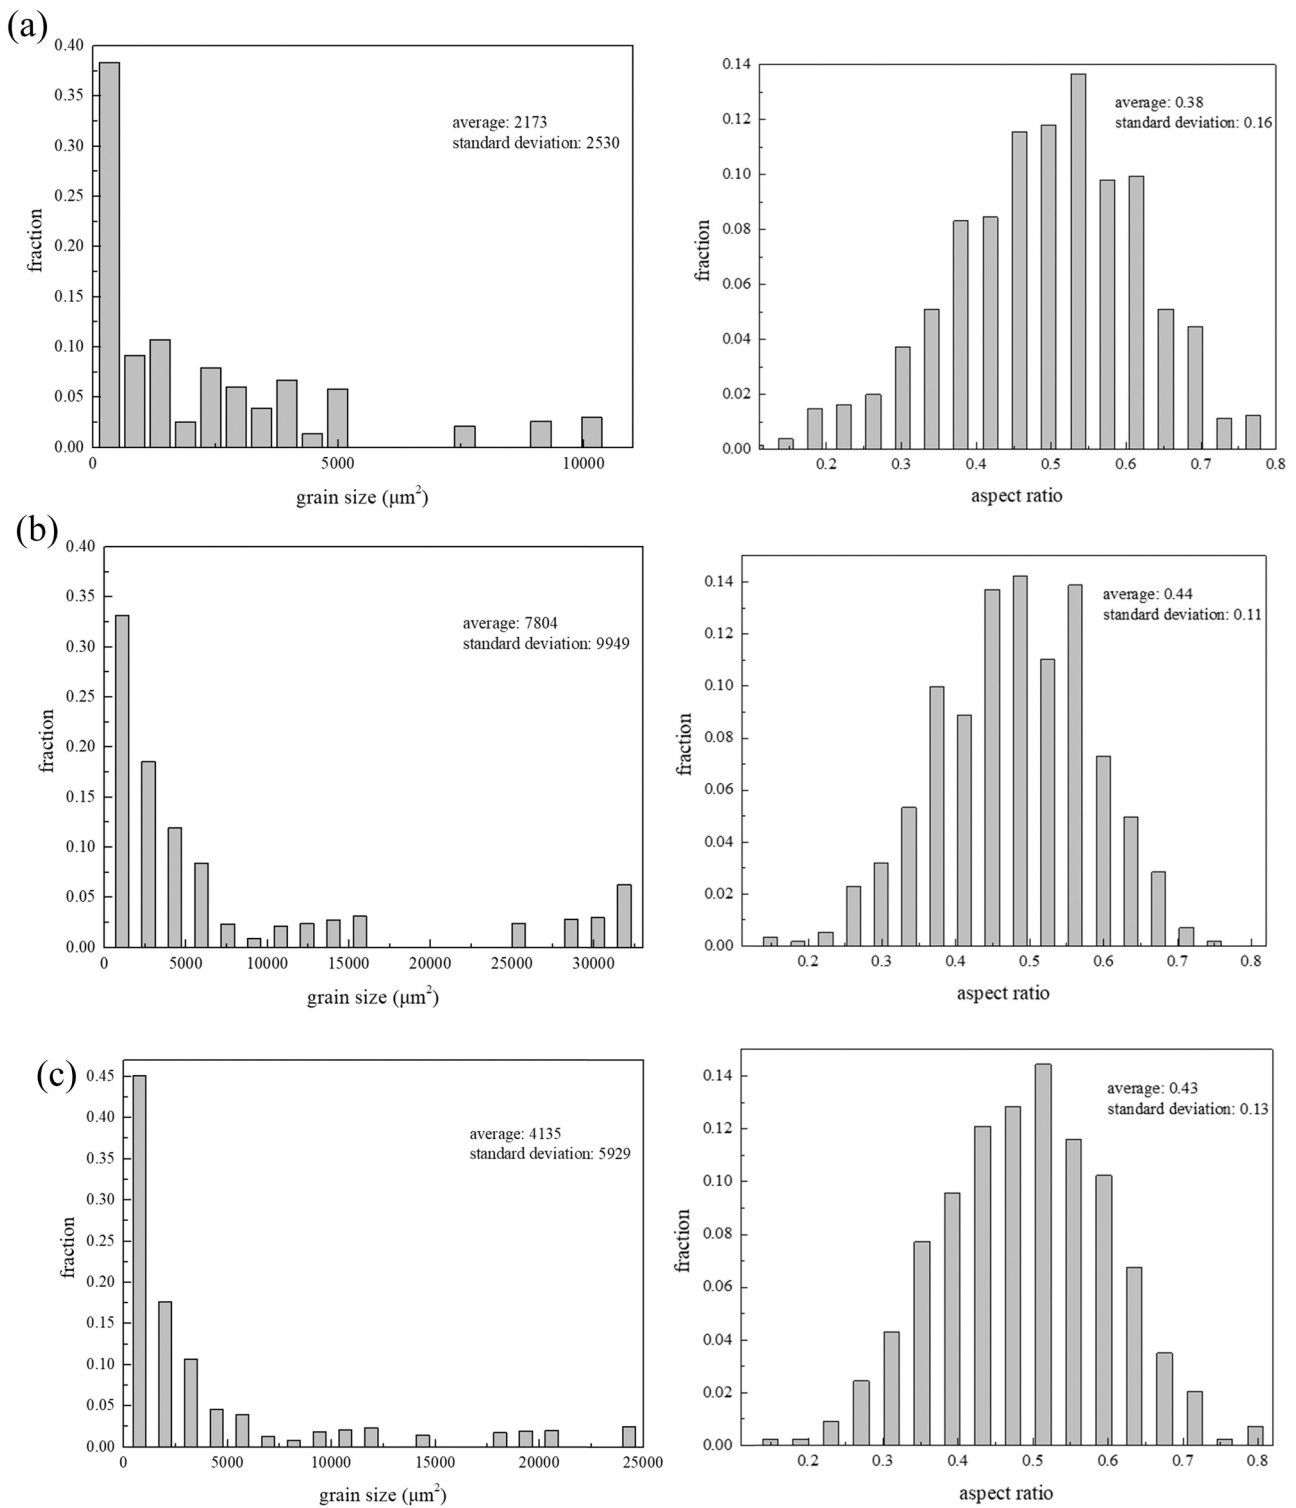 (a)
0.40
0.35
0.30
0.25
0.20
0.15
0.10
0.05
0.00
fraction
average: 2173
standard deviation: 2530
0 5000 10000
grain size (μm²)
0.14
0.12
0.10
0.08
0.06
0.04
0.02
0.00
fraction
average: 0.38
standard deviation: 0.16
0.2 0.3 0.4 0.5 0.6 0.7 0.8
aspect ratio
(b)
0.40
0.35
0.30
0.25
0.20
0.15
0.10
0.05
0.00
fraction
average: 7804
standard deviation: 9949
0 5000 10000 15000 20000 25000 30000
grain size (μm²)
0.14
0.12
0.10
0.08
0.06
0.04
0.02
0.00
fraction
average: 0.44
standard deviation: 0.11
0.2 0.3 0.4 0.5 0.6 0.7 0.8
aspect ratio
(c)
0.45
0.40
0.35
0.30
0.25
0.20
0.15
0.10
0.05
0.00
fraction
average: 4135
standard deviation: 5929
0 5000 10000 15000 20000 25000
grain size (μm²)
0.14
0.12
0.10
0.08
0.06
0.04
0.02
0.00
fraction
average: 0.43
standard deviation: 0.13
0.2 0.3 0.4 0.5 0.6 0.7 0.8
aspect ratio